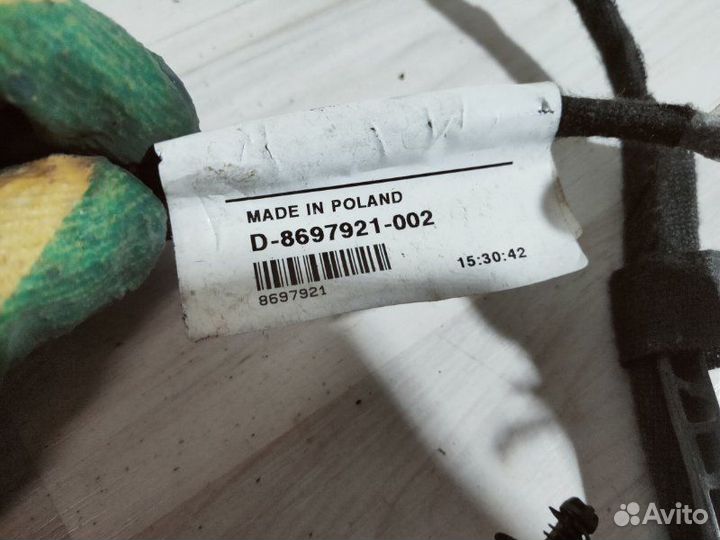 MADE IN POLAND
D-8697921-002
8697921
15:30:42
Avito